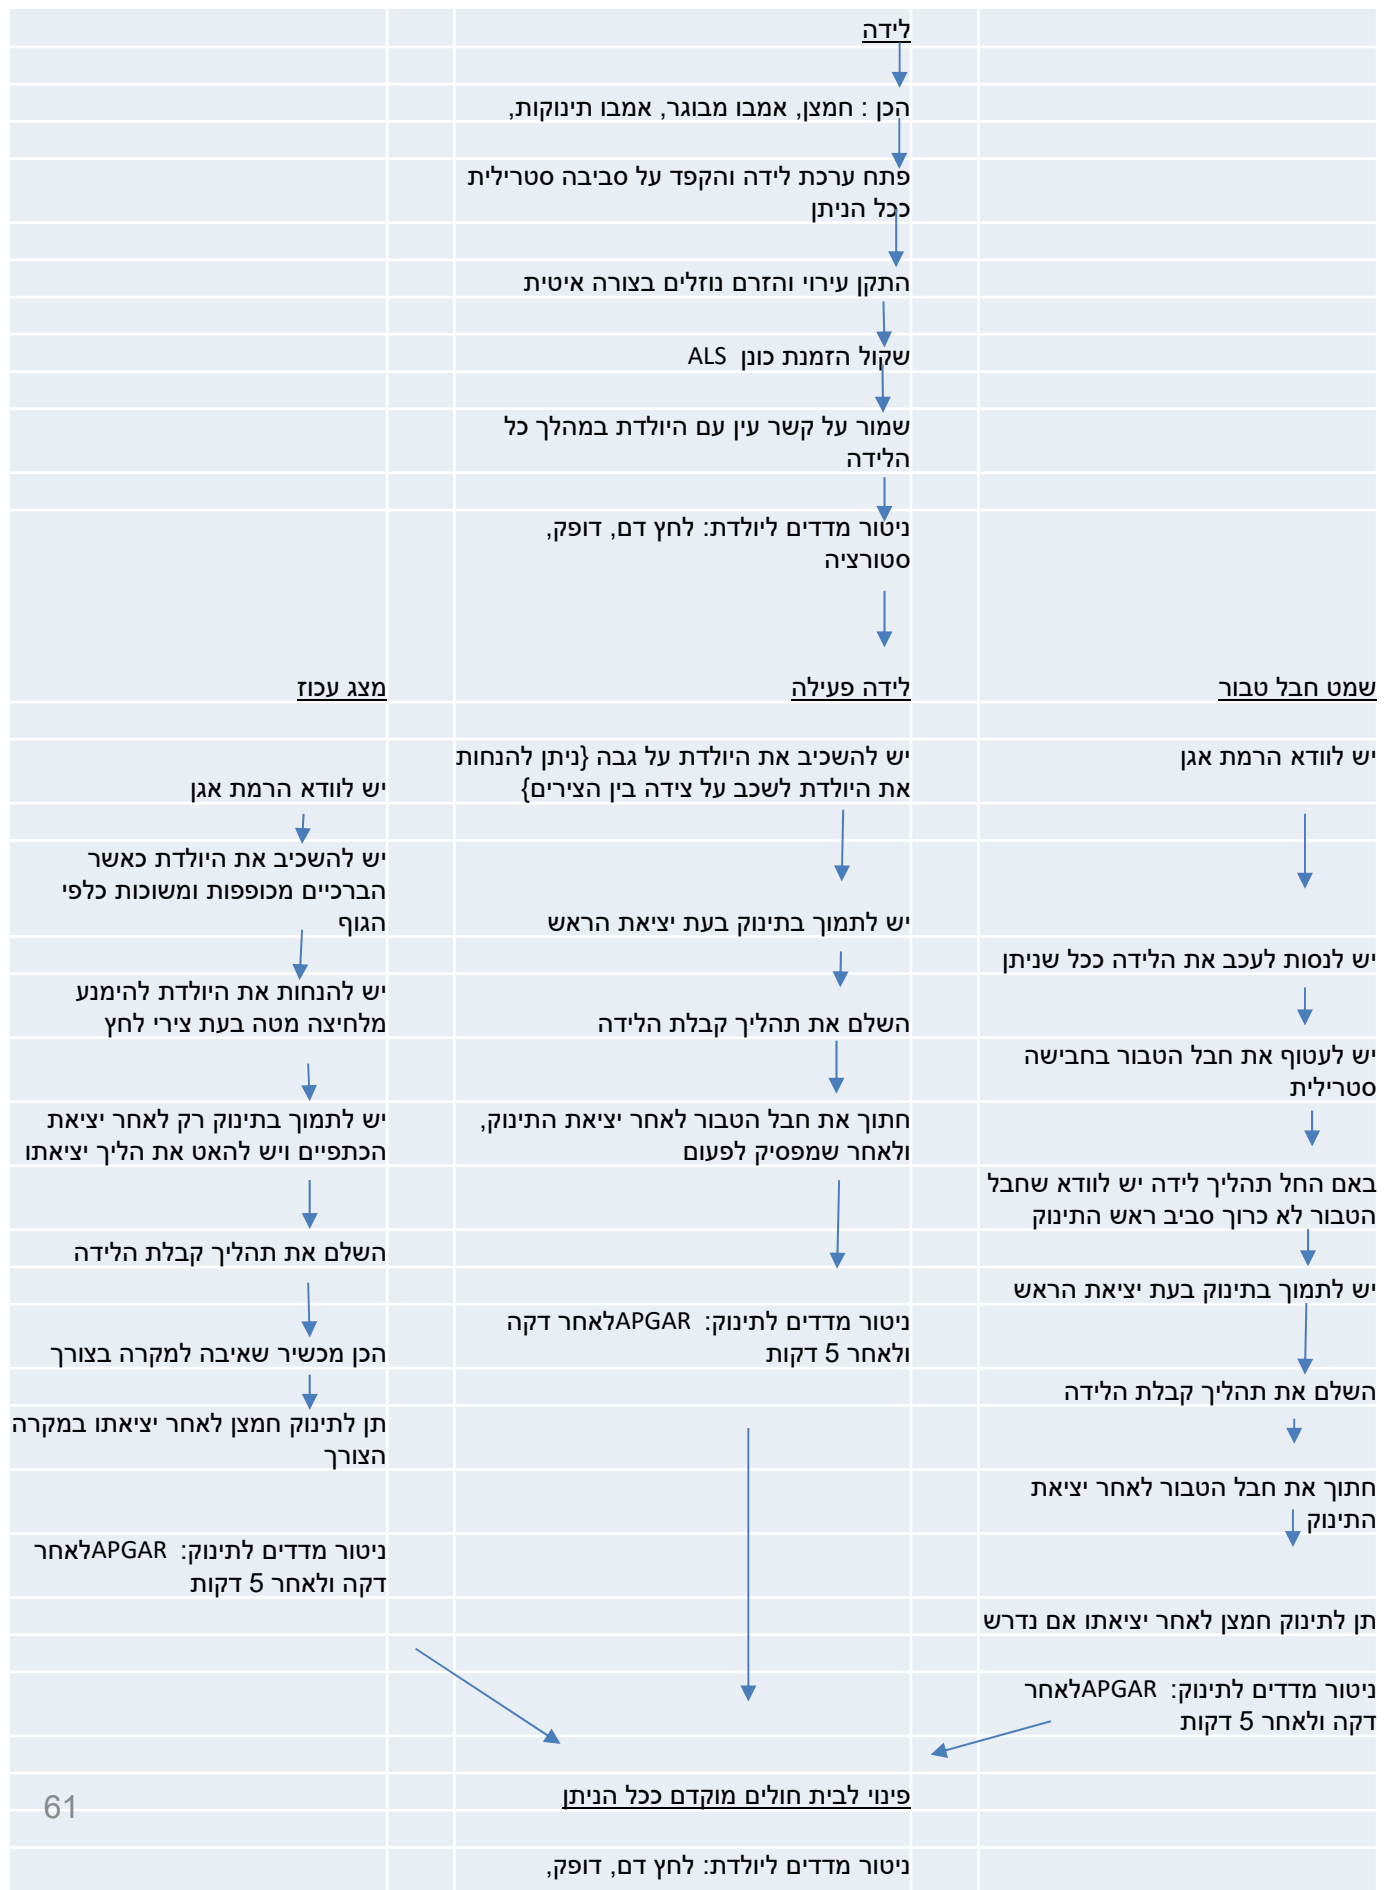 לידה
הכן : חמצן, אמבו מבוגר, אמבו תינוקות,
פתח ערכת לידה והקפד על סביבה סטרילית
ככל הניתן
התקן עירוי והזרם נוזלים בצורה איטית
שקול הזמנת כונן ALS
שמור על קשר עין עם היולדת במהלך כל
הלידה
ניטור מדדים ליולדת: לחץ דם, דופק,
סטורציה
שמט חבל טבור
יש לוודא הרמת אגן
יש לנסות לעכב את הלידה ככל שניתן
יש לעטוף את חבל הטבור בחבישה
סטרילית
באם החל תהליך לידה יש לוודא שחבל
הטבור לא כרוך סביב ראש התינוק
יש לתמוך בתינוק בעת יציאת הראש
השלם את תהליך קבלת הלידה
חתוך את חבל הטבור לאחר יציאת
התינוק
תן לתינוק חמצן לאחר יציאתו אם נדרש
ניטור מדדים לתינוק: APGARלאחר
דקה ולאחר 5 דקות
לידה פעילה
יש להשכיב את היולדת על גבה {ניתן להנחות
את היולדת לשכב על צידה בין הצירים}
יש לתמוך בתינוק בעת יציאת הראש
השלם את תהליך קבלת הלידה
חתוך את חבל הטבור לאחר יציאת התינוק,
ולאחר שמפסיק לפעום
ניטור מדדים לתינוק: APGARלאחר דקה
ולאחר 5 דקות
מצג עכוז
יש לוודא הרמת אגן
יש להשכיב את היולדת כאשר
הברכיים מכופפות ומשוכות כלפי
הגוף
יש להנחות את היולדת להימנע
מלחיצה מטה בעת צירי לחץ
יש לתמוך בתינוק רק לאחר יציאת
הכתפיים ויש להאט את הליך יציאתו
השלם את תהליך קבלת הלידה
הכן מכשיר שאיבה למקרה בצורך
תן לתינוק חמצן לאחר יציאתו במקרה
הצורך
ניטור מדדים לתינוק: APGARלאחר
דקה ולאחר 5 דקות
פינוי לבית חולים מוקדם ככל הניתן
ניטור מדדים ליולדת: לחץ דם, דופק,
61